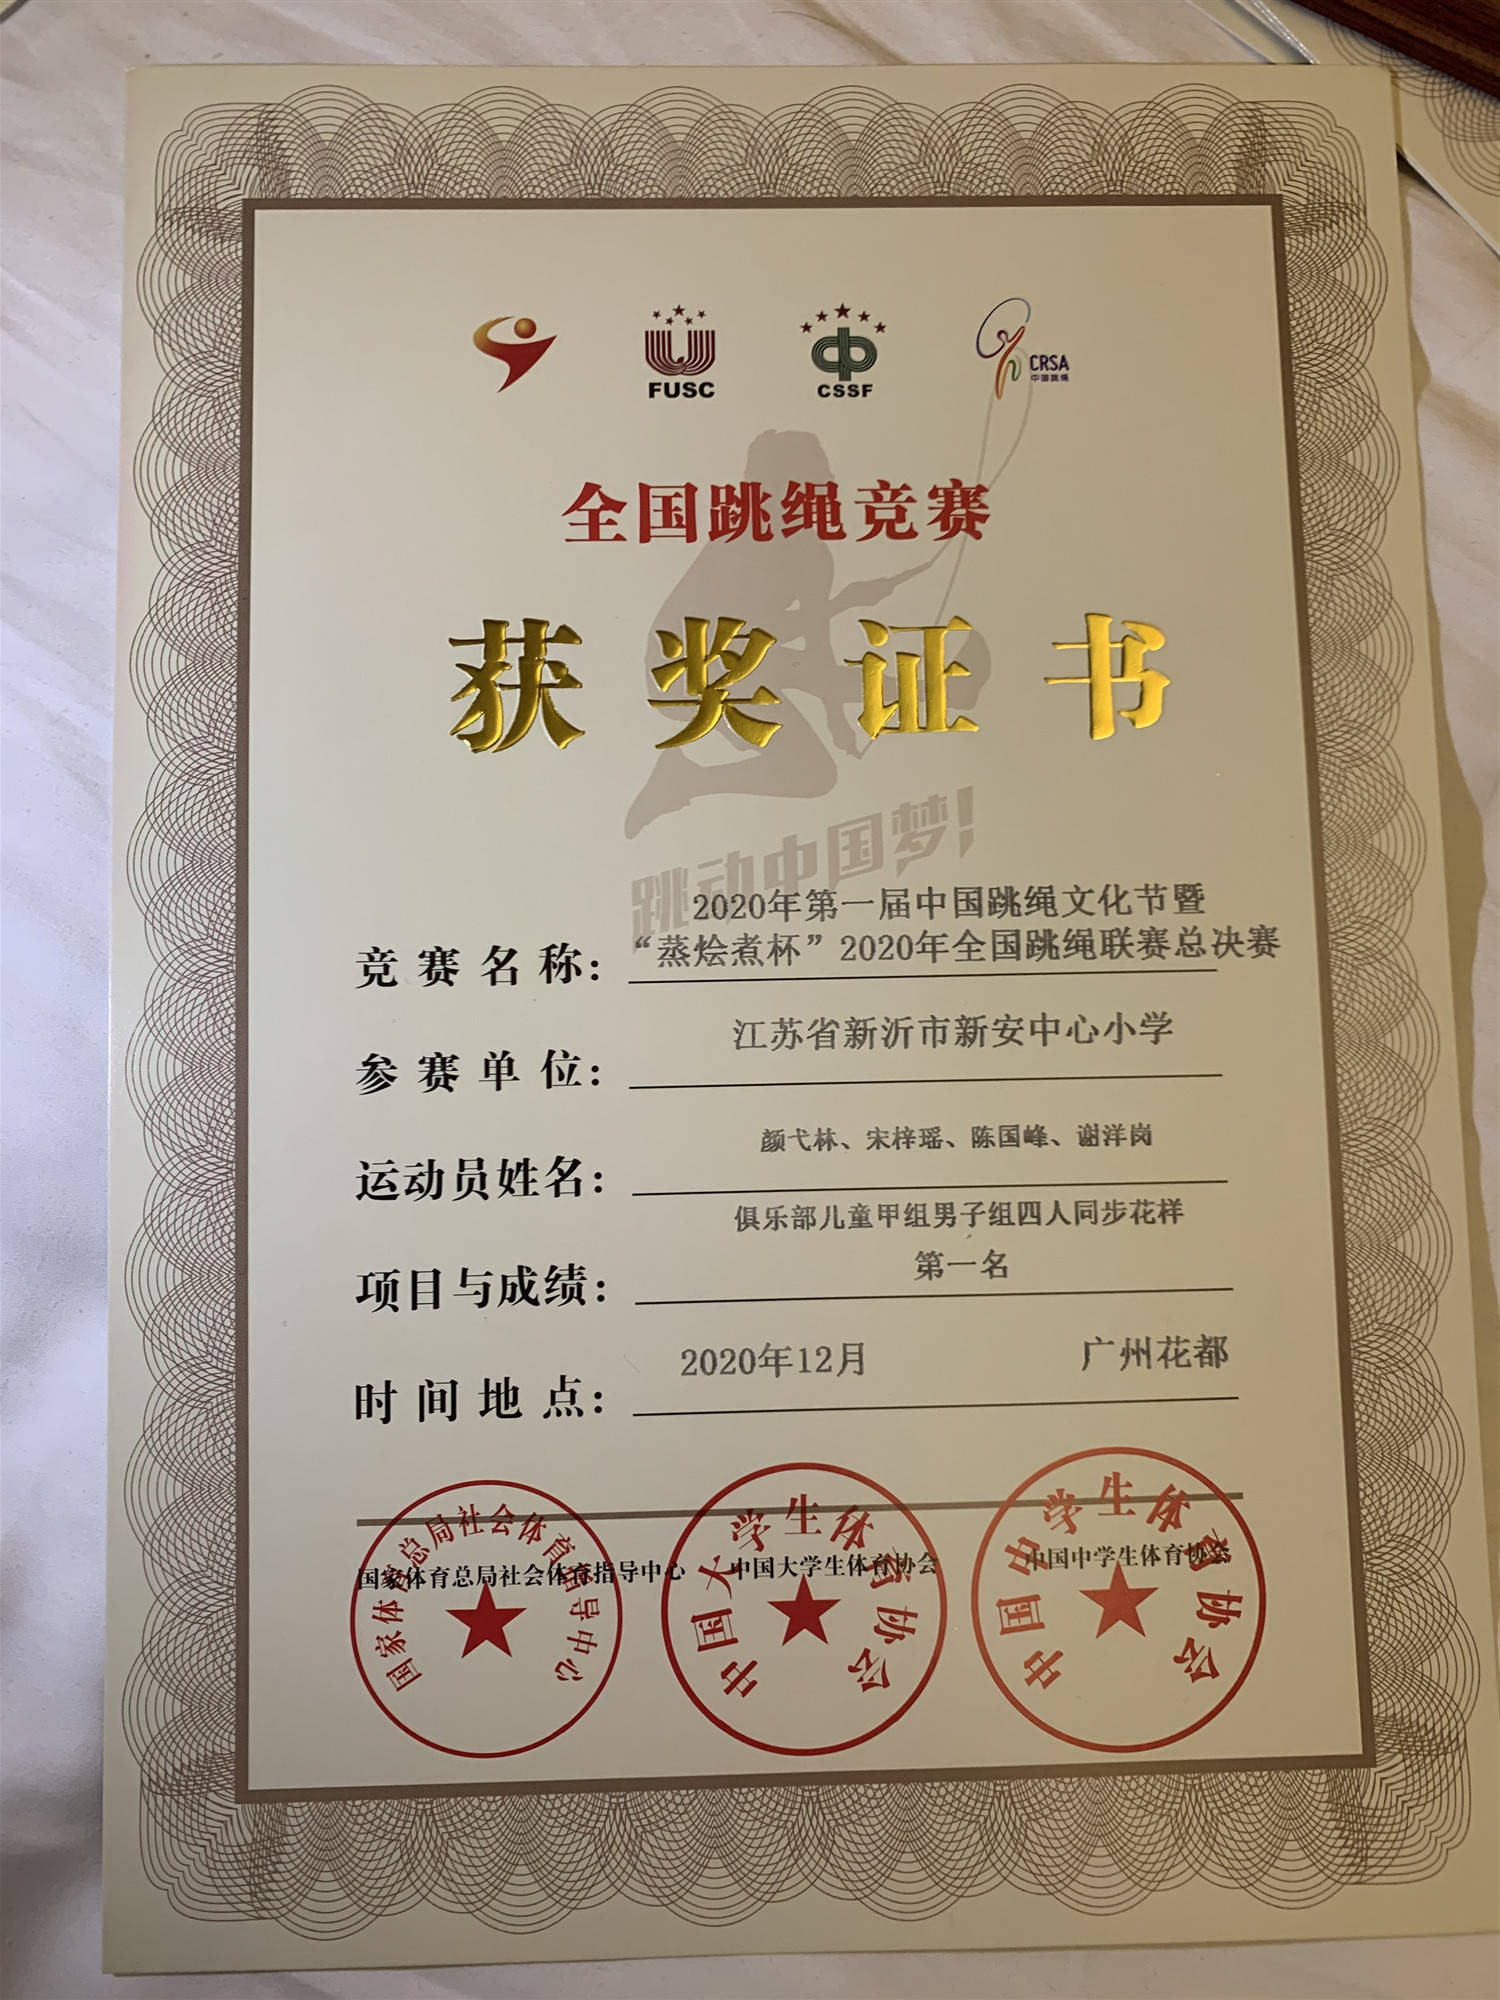 FUSC
CSSF
CRSA
中国跳绳
全国跳绳竞赛
获奖证书
跳动中国梦!
2020年第一届中国跳绳文化节暨
竞赛名称: “蒸烩煮杯”2020年全国跳绳联赛总决赛
参赛单位: 江苏省新沂市新安中心小学
运动员姓名: 颜弋林、宋梓瑶、陈国峰、谢洋岗
俱乐部儿童甲组男子组四人同步花样
项目与成绩: 第一名
时间地点: 2020年12月 广州花都
国家体育总局社会体育指导中心 中国大学生体育协会 中国中学生体育协会
国家体育总局社会体育指导中心
中国大学生体育协会
中国中学生体育协会